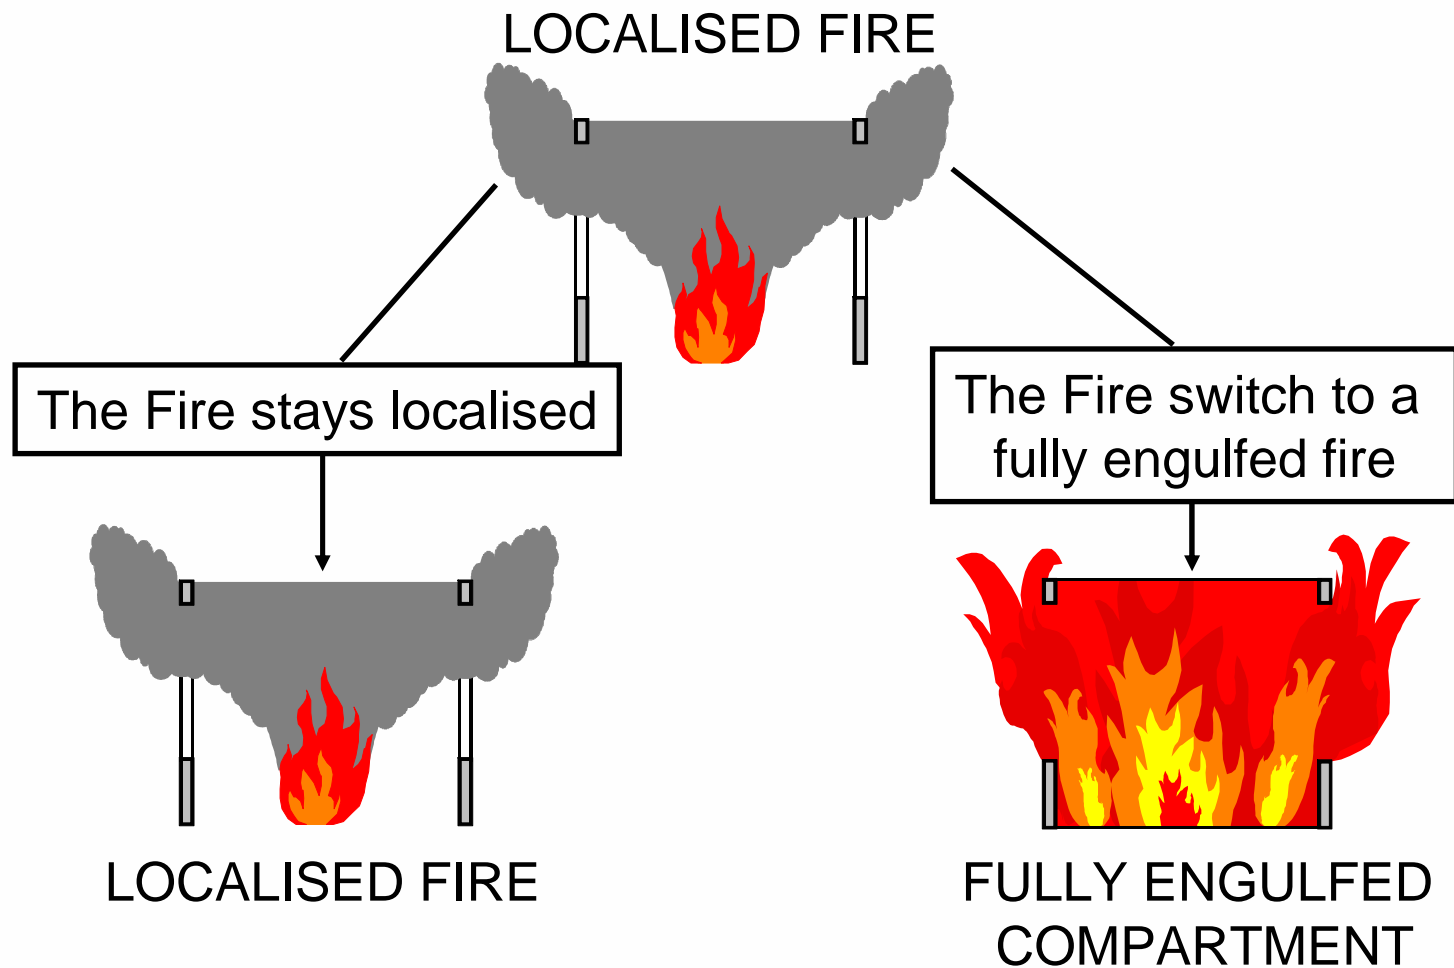 LOCALISED FIRE
The Fire stays localised
The Fire switch to a
fully engulfed fire
LOCALISED FIRE
FULLY ENGULFED
COMPARTMENT